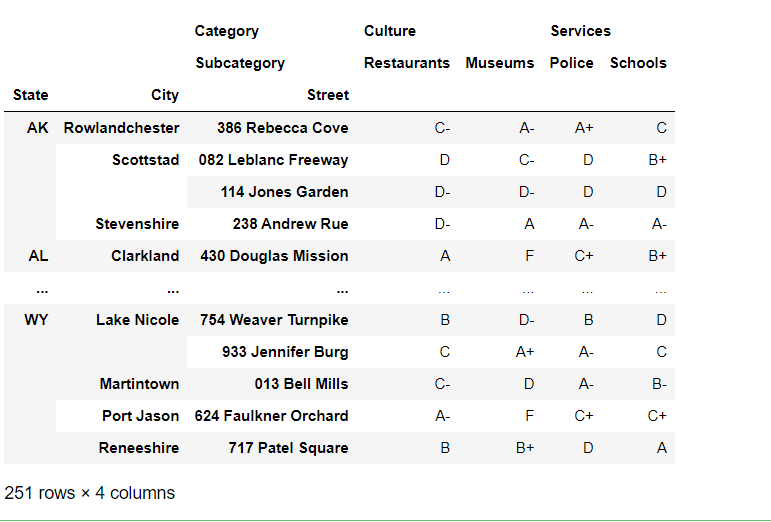 Category Culture Services
Subcategory Restaurants Museums Police Schools
State City Street
AK Rowlandchester 386 Rebecca Cove C- A- A+ C
Scottstad 082 Leblanc Freeway D C- D B+
114 Jones Garden D- D- D D
Stevenshire 238 Andrew Rue D- A A- A-
AL Clarkland 430 Douglas Mission A F C+ B+
... ... ... ... ... ... ...
WY Lake Nicole 754 Weaver Turnpike B D- B D
933 Jennifer Burg C A+ A- C
Martintown 013 Bell Mills C- D A- B-
Port Jason 624 Faulkner Orchard A- F C+ C+
Reneeshire 717 Patel Square B B+ D A
251 rows × 4 columns